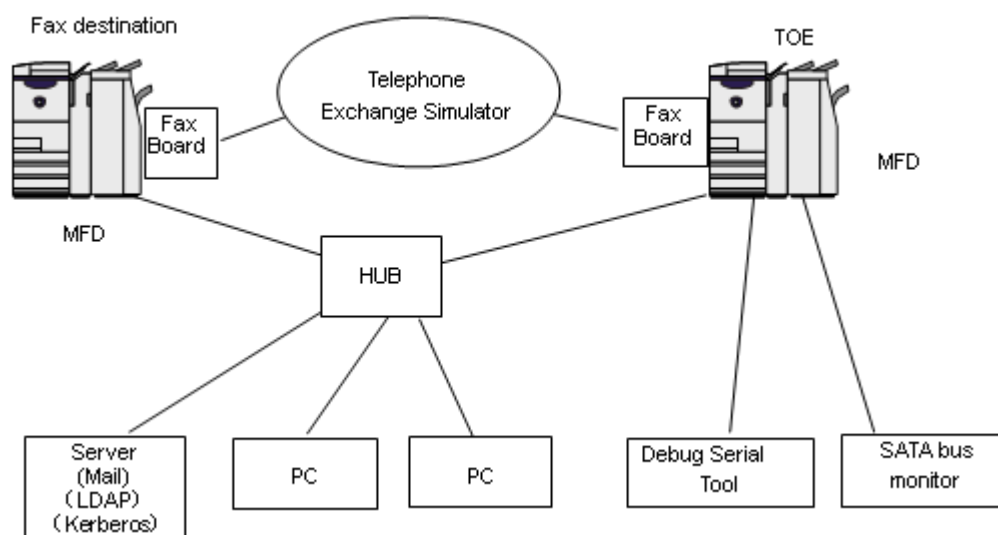 Fax destination
TOE
Telephone
Exchange Simulator
Fax
Board
Fax
Board
MFD
MFD
HUB
Server
(Mail)
(LDAP)
(Kerberos)
PC
PC
Debug Serial
Tool
SATA bus
monitor